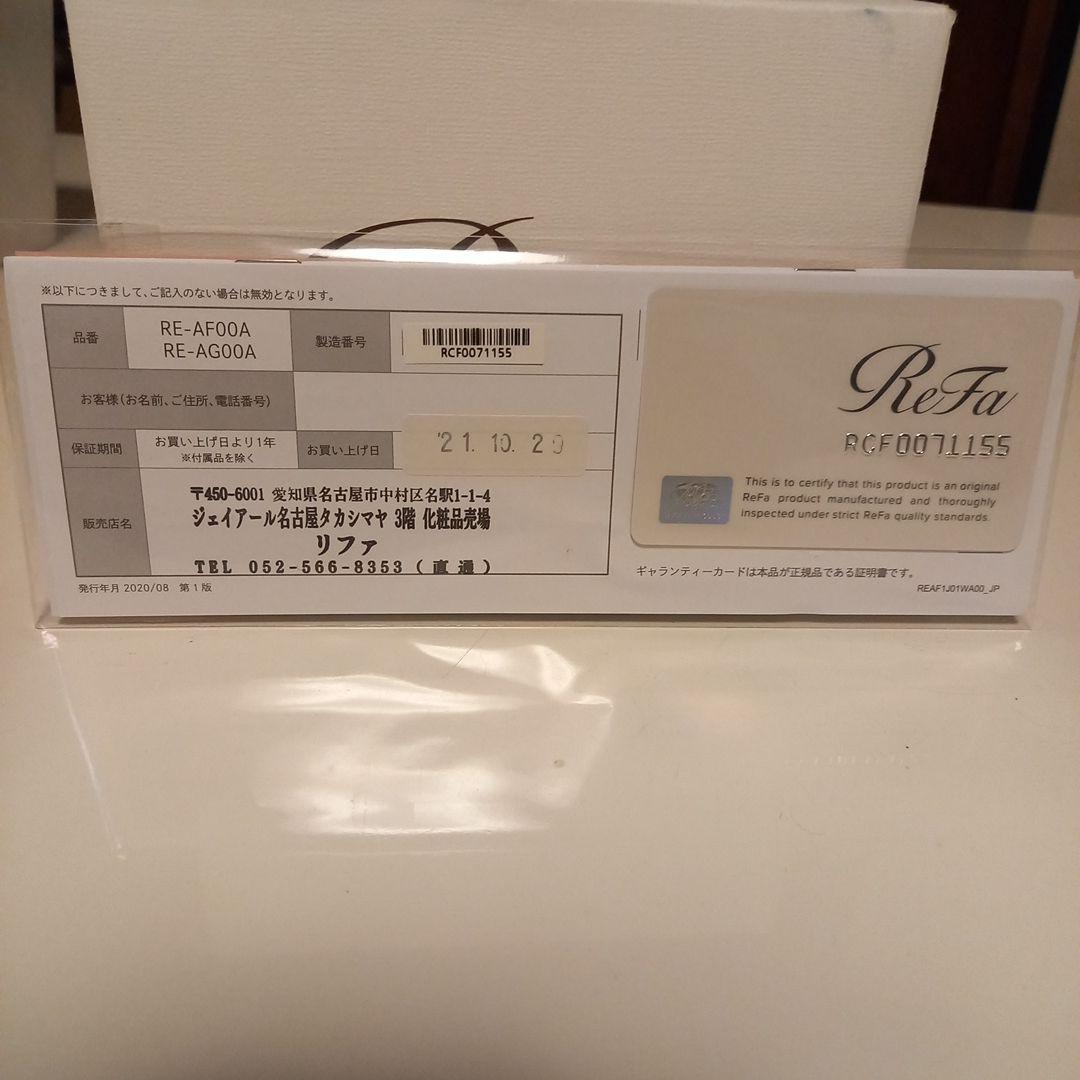 ※以下につきまして、ご記入のない場合は無効となります。
品番
RE-AF00A
RE-AG00A
製造番号
RCF0071155
お客様(お名前、ご住所、電話番号)
保証期間
お買い上げ日より1年
※付属品を除く
お買い上げ日
'21. 10. 29
販売店名
〒450-6001 愛知県名古屋市中村区名駅1-1-4
ジェイアール名古屋タカシマヤ 3階 化粧品売場
リファ
TEL 052-566-8353(直通)
発行年月 2020/08 第1版
ReFa
RCF0071155
This is to certify that this product is an original
ReFa product manufactured and thoroughly
inspected under strict ReFa quality standards.
ギャランティーカードは本品が正規品である証明書です。
REAF1J01WA00_JP